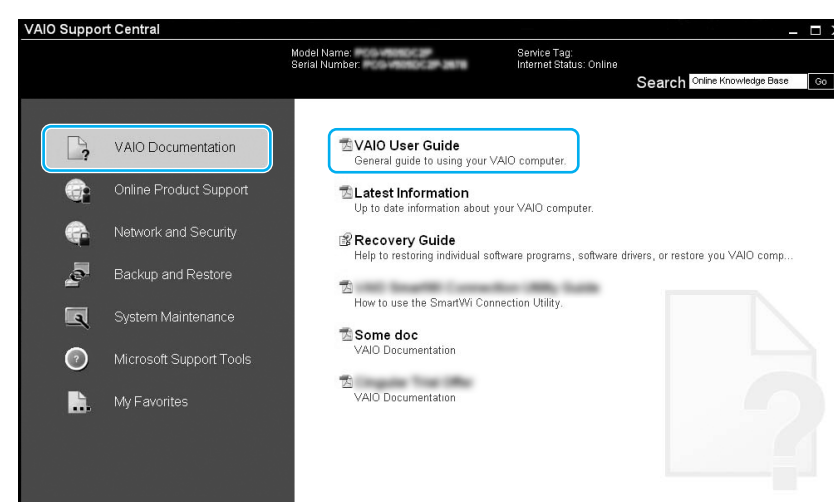 VAIO Support Central
Model Name:
Serial Number:
Service Tag:
Internet Status: Online
Search Online Knowledge Base Go
VAIO Documentation
Online Product Support
Network and Security
Backup and Restore
System Maintenance
Microsoft Support Tools
My Favorites
VAIO User Guide
General guide to using your VAIO computer.
Latest Information
Up to date information about your VAIO computer.
Recovery Guide
Help to restoring individual software programs, software drivers, or restore you VAIO comp...
How to use the SmartWi Connection Utility.
Some doc
VAIO Documentation
VAIO Documentation